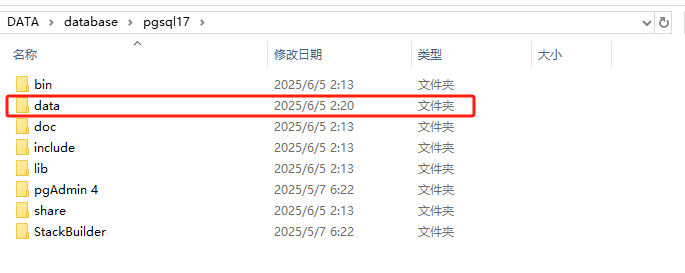 DATA > database > pgsql17 >
名称 修改日期 类型 大小
bin 2025/6/5 2:13 文件夹
data 2025/6/5 2:20 文件夹
doc 2025/6/5 2:13 文件夹
include 2025/6/5 2:13 文件夹
lib 2025/6/5 2:13 文件夹
pgAdmin 4 2025/5/7 6:22 文件夹
share 2025/6/5 2:13 文件夹
StackBuilder 2025/5/7 6:22 文件夹